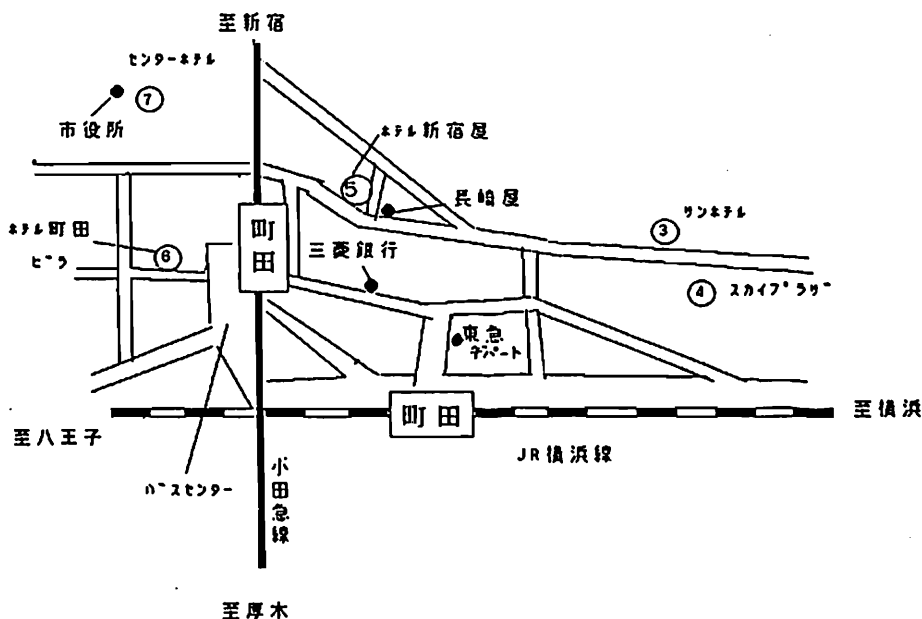 至新宿
センターホテル
⑦
市役所
ホテル新宿屋
⑤
長崎屋
③
サンホテル
ホテル町田
ビラ
⑥
町田
三菱銀行
④
スカイプラザ
東急
デパート
町田
至横浜
至八王子
JR横浜線
バスセンター
小田急線
至厚木